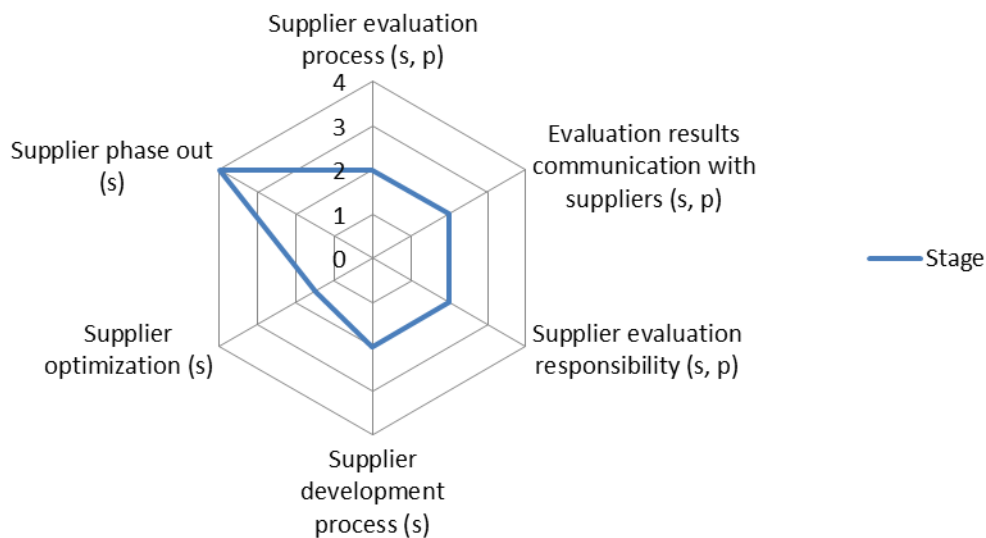 Supplier evaluation
process (s, p)
4
3
2
1
0
Evaluation results
communication with
suppliers (s, p)
Supplier phase out
(s)
Stage
Supplier
optimization (s)
Supplier evaluation
responsibility (s, p)
Supplier
development
process (s)